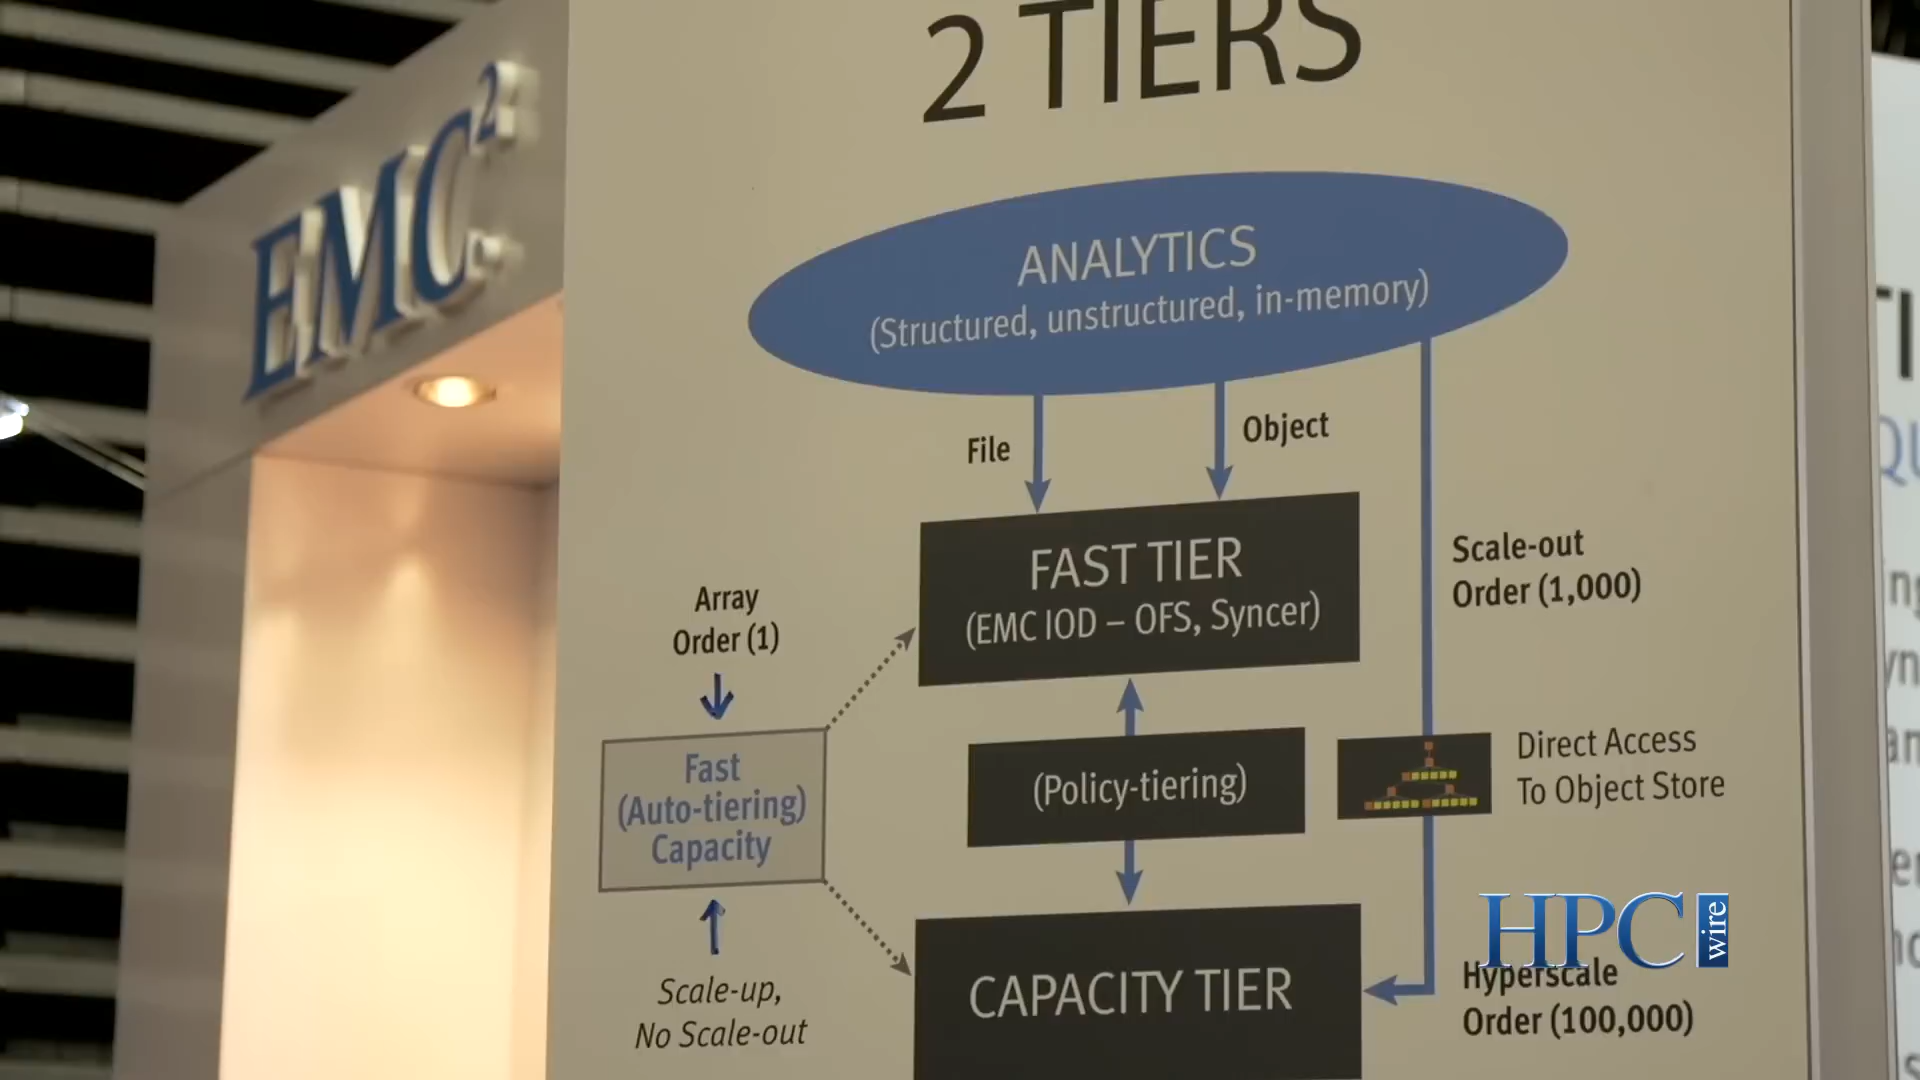 EMC²
2 TIERS
ANALYTICS
(Structured, unstructured, in-memory)
File
Object
FAST TIER
(EMC IOD – OFS, Syncer)
Scale-out
Order (1,000)
Array
Order (1)
Fast
(Auto-tiering)
Capacity
(Policy-tiering)
Direct Access
To Object Store
Scale-up,
No Scale-out
CAPACITY TIER
Hyperscale
Order (100,000)
HPC
wire